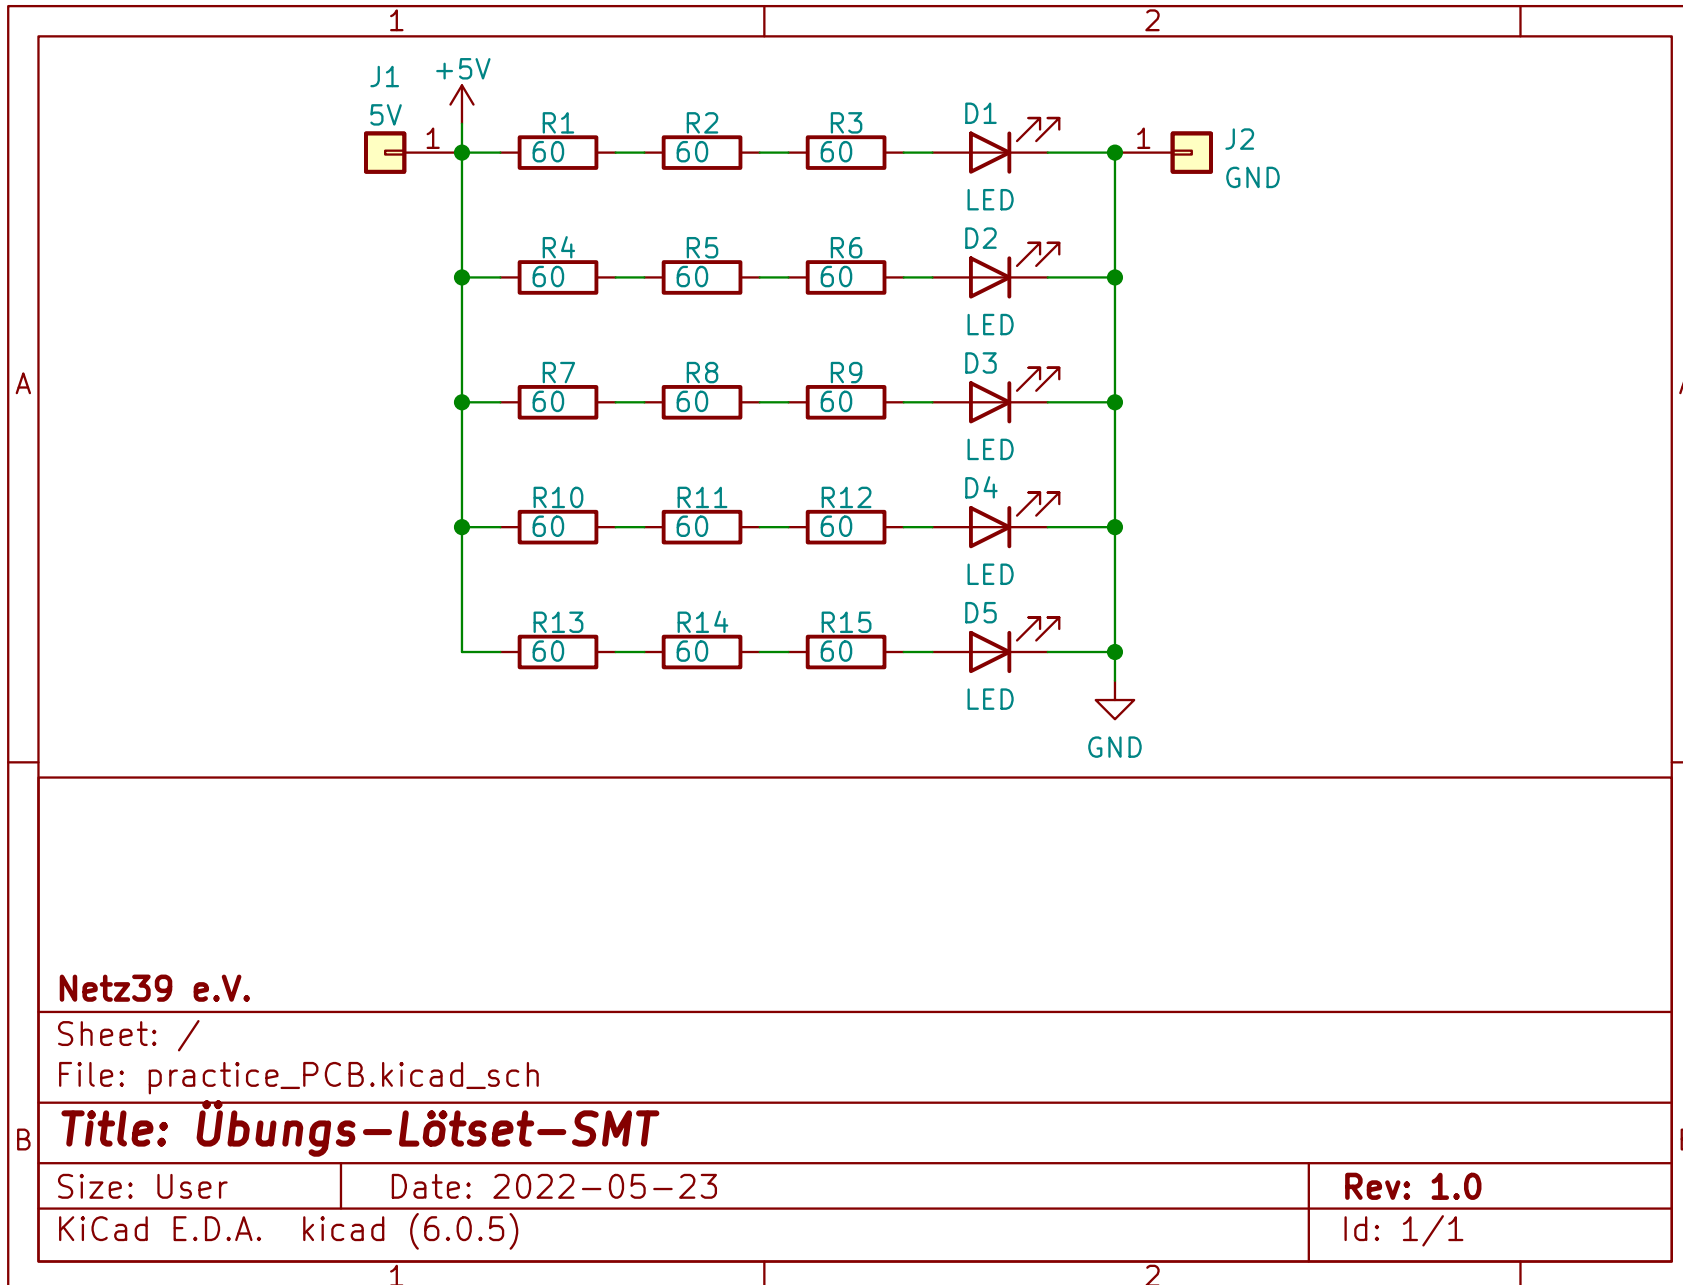 1 2
J1 +5V
5V
1
R1 R2 R3 D1
60 60 60
LED
1
J2
GND
R4 R5 R6 D2
60 60 60
LED
R7 R8 R9 D3
60 60 60
LED
A
R10 R11 R12 D4
60 60 60
LED
R13 R14 R15 D5
60 60 60
LED
GND
Netz39 e.V.
Sheet: /
File: practice_PCB.kicad_sch
B
Title: Übungs-Lötset-SMT
Size: User Date: 2022-05-23 Rev: 1.0
KiCad E.D.A. kicad (6.0.5) Id: 1/1
1 2